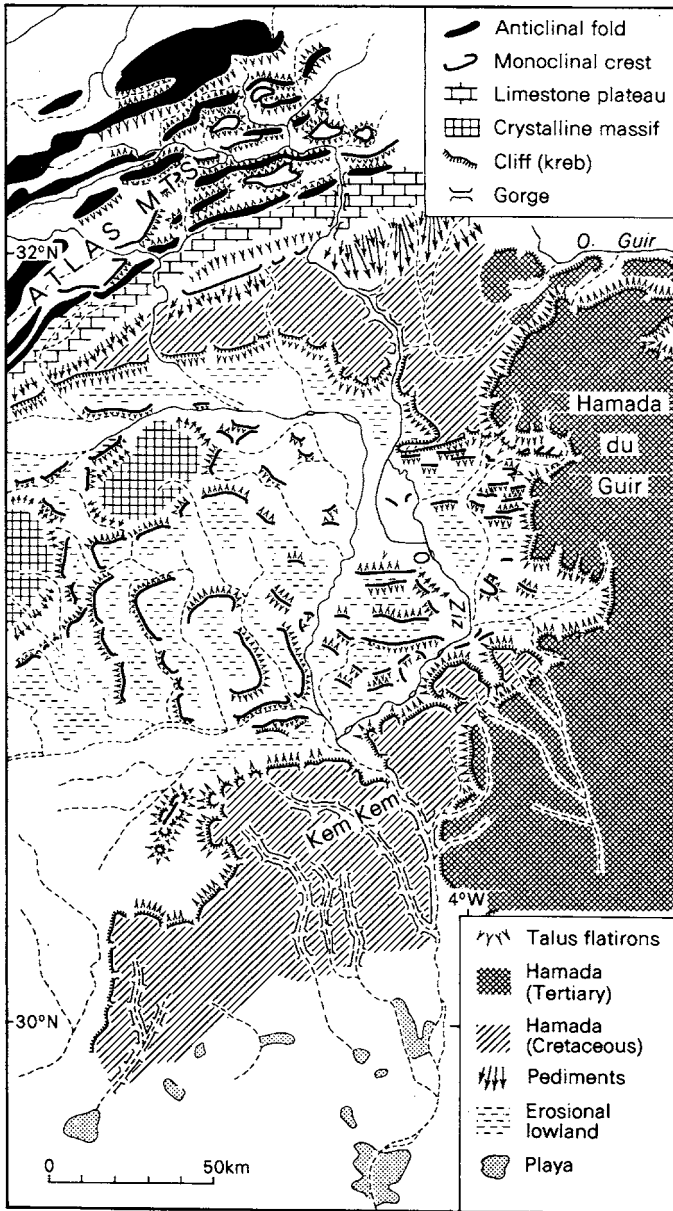 Anticlinal fold
Monoclinal crest
Limestone plateau
Crystalline massif
Cliff (kreb)
Gorge
ATLAS MTS
32°N
O. Guir
Hamada
du
Guir
O. Ziz
Kem Kem
4°W
30°N
Talus flatirons
Hamada
(Tertiary)
Hamada
(Cretaceous)
Pediments
Erosional
lowland
Playa
0 50km